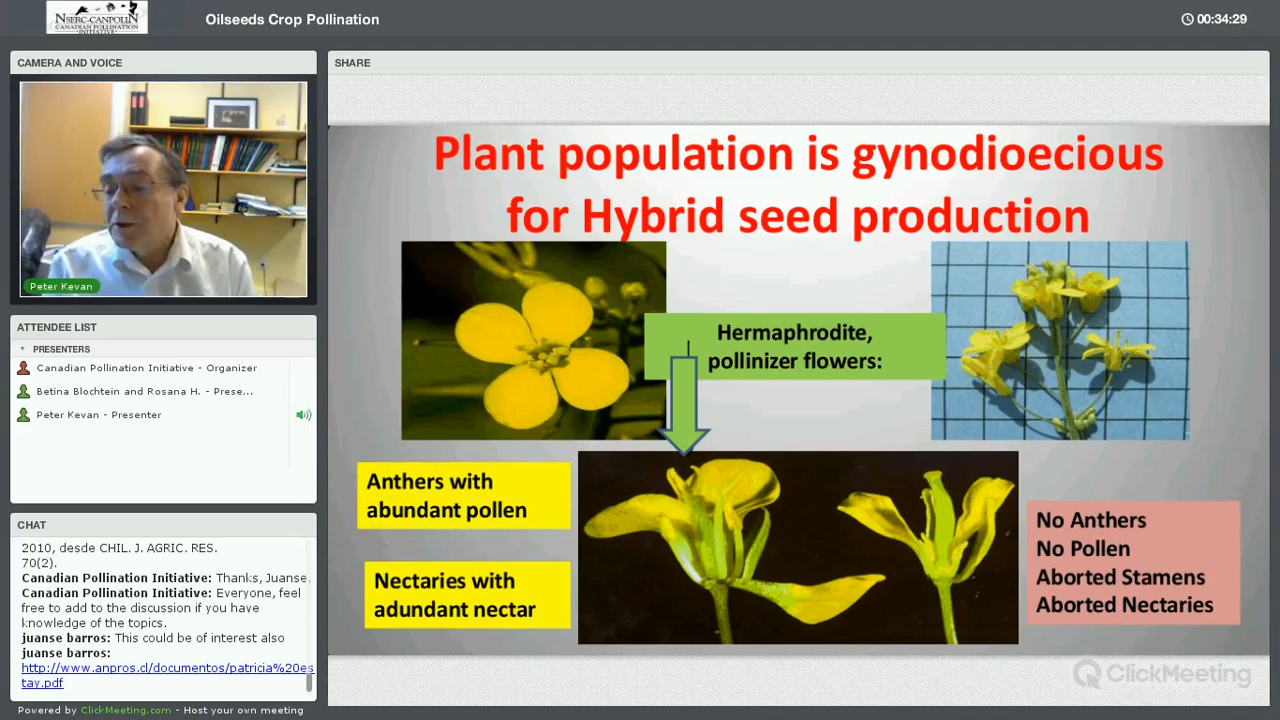 NSERC-CANPOLIN
CANADIAN POLLINATION
INITIATIVE
Oilseeds Crop Pollination
00:34:29
CAMERA AND VOICE
Peter Kevan
ATTENDEE LIST
PRESENTERS
Canadian Pollination Initiative - Organizer
Betina Blochtein and Rosana H. - Prese...
Peter Kevan - Presenter
CHAT
2010, desde CHIL. J. AGRIC. RES.
70(2).
Canadian Pollination Initiative: Thanks, Juanse.
Canadian Pollination Initiative: Everyone, feel
free to add to the discussion if you have
knowledge of the topics.
juanse barros: This could be of interest also
juanse barros:
http://www.anpros.cl/documentos/patricia%20es
tay.pdf
Powered by ClickMeeting.com - Host your own meeting
SHARE
Plant population is gynodioecious
for Hybrid seed production
Hermaphrodite,
pollinizer flowers:
Anthers with
abundant pollen
Nectaries with
adundant nectar
No Anthers
No Pollen
Aborted Stamens
Aborted Nectaries
ClickMeeting